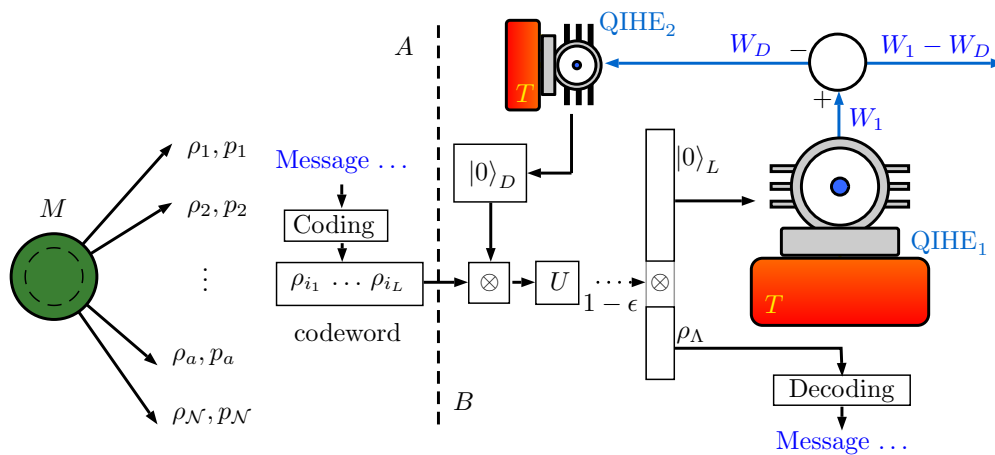 A
QIHE₂
W_D
−
W₁ − W_D
T
+
W₁
ρ₁, p₁
Message …
|0⟩_D
|0⟩_L
M
ρ₂, p₂
Coding
QIHE₁
⋮
ρ_{i₁} … ρ_{i_L}
⊗
U
……
1 − ϵ
⊗
T
codeword
ρ_Λ
ρ_a, p_a
Decoding
ρ_𝒩, p_𝒩
B
Message …